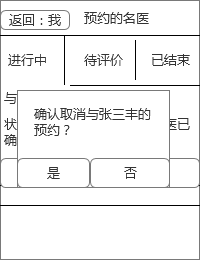 返回：我 预约的名医
进行中 待评价 已结束
与
确认取消与张三丰的
预约？
状 医已
确
是 否